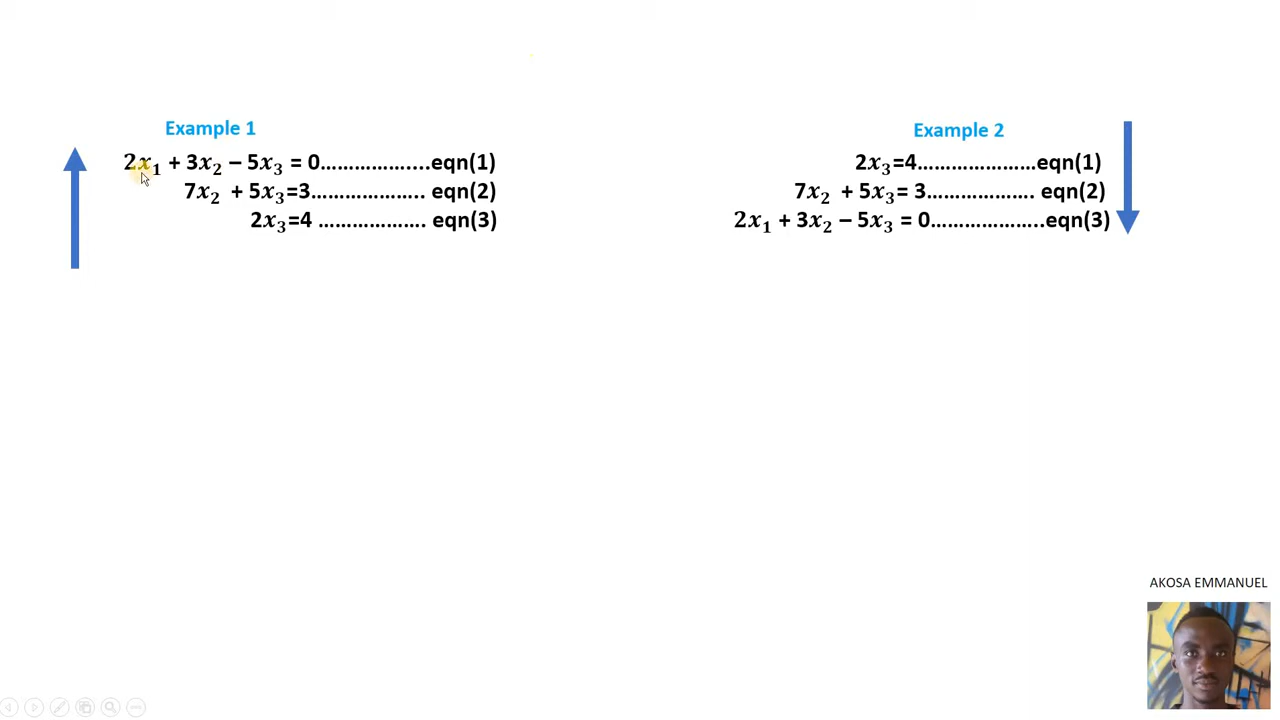 Example 1
2x₁ + 3x₂ − 5x₃ = 0………………....eqn(1)
7x₂ + 5x₃=3……………….. eqn(2)
2x₃=4 ………………. eqn(3)
Example 2
2x₃=4…………………eqn(1)
7x₂ + 5x₃= 3………………. eqn(2)
2x₁ + 3x₂ − 5x₃ = 0………………..eqn(3)
AKOSA EMMANUEL